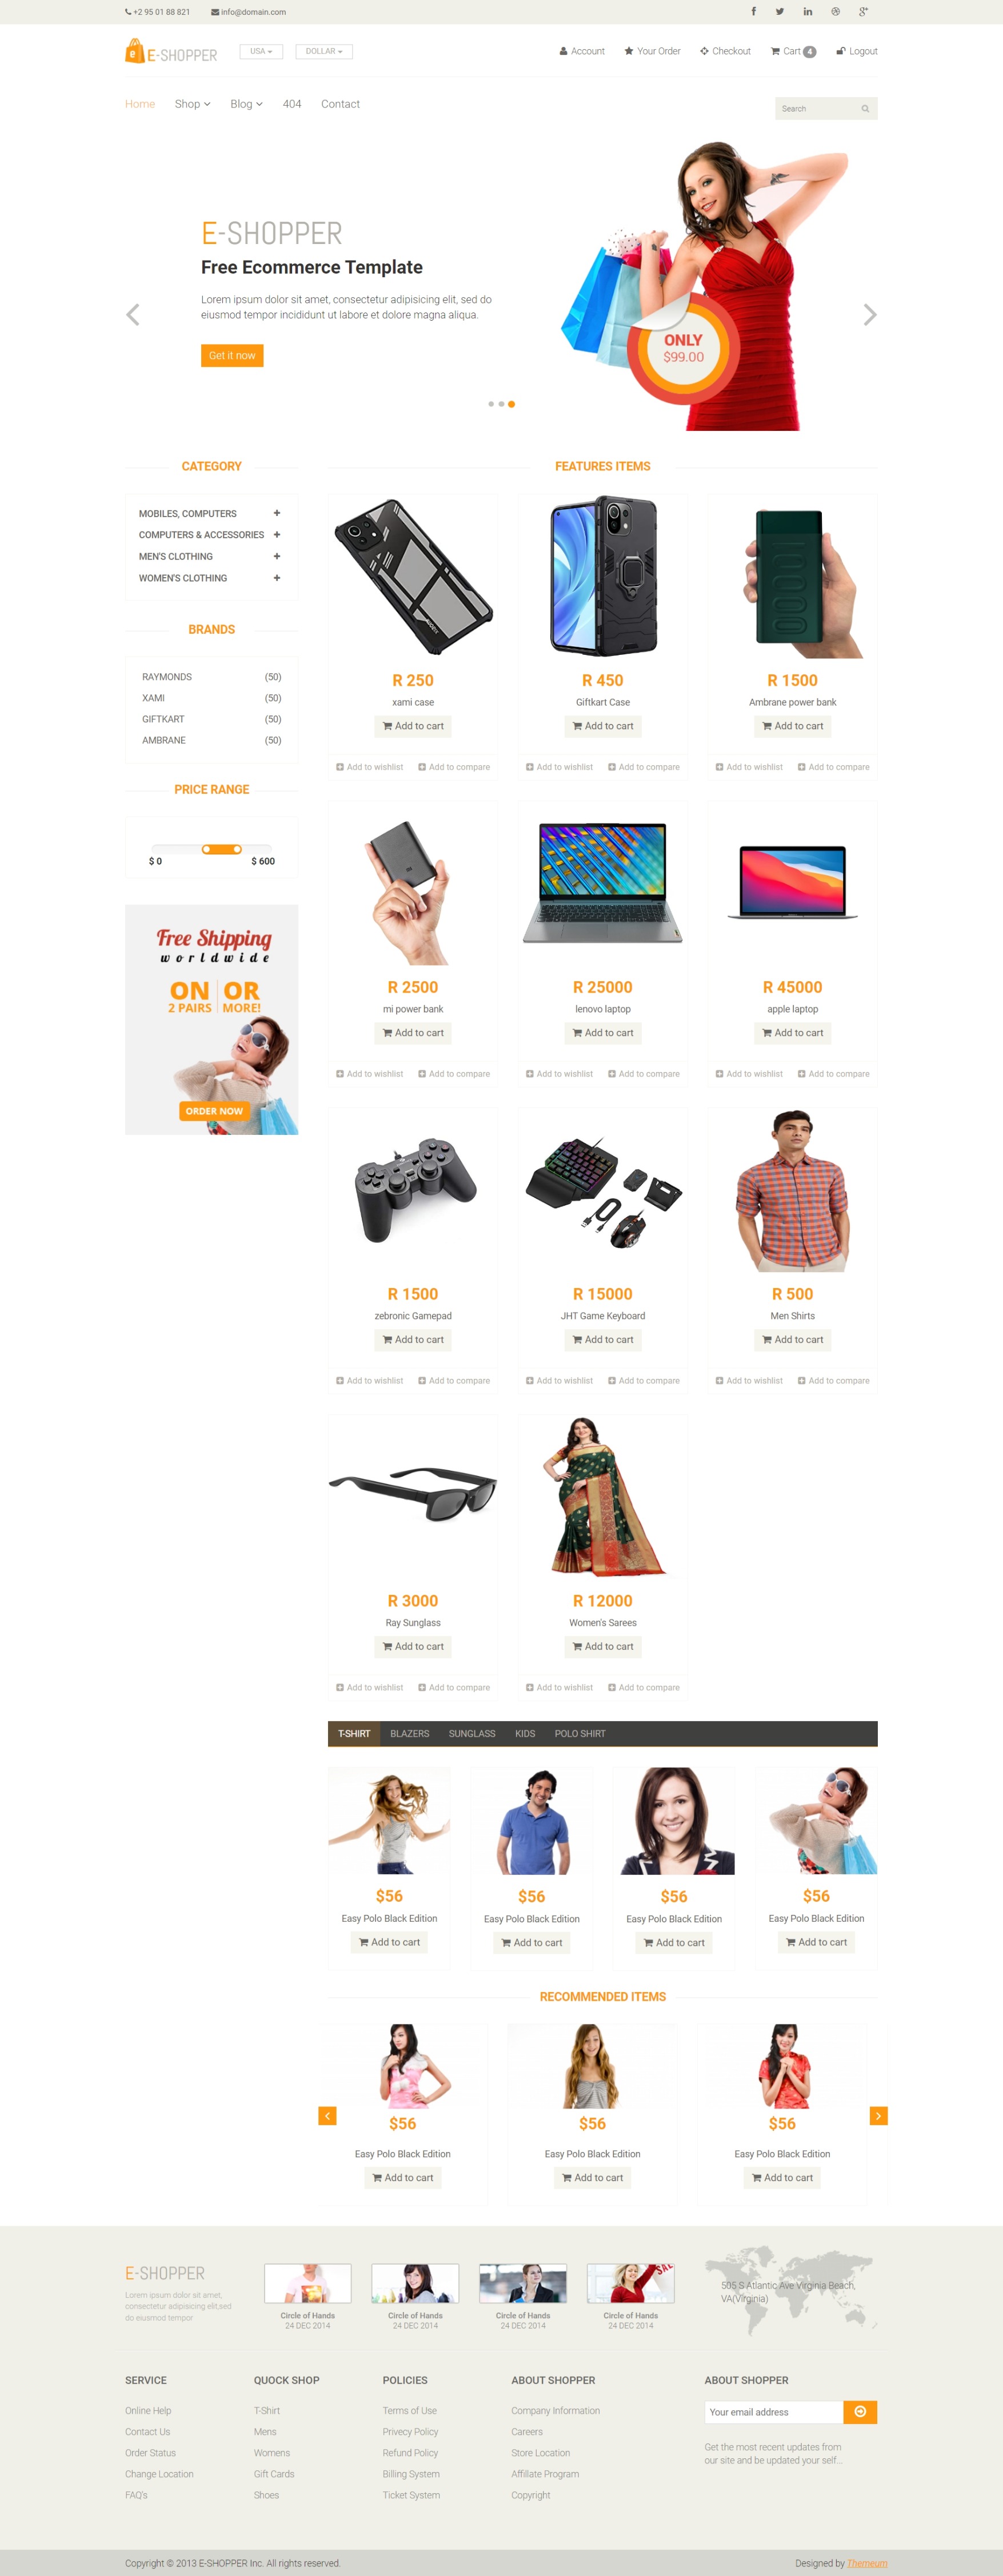 +2 95 01 88 821 info@domain.com
E-SHOPPER USA DOLLAR Account Your Order Checkout Cart 4 Logout
Home Shop Blog 404 Contact Search
E-SHOPPER
Free Ecommerce Template
Lorem ipsum dolor sit amet, consectetur adipisicing elit, sed do
eiusmod tempor incididunt ut labore et dolore magna aliqua.
Get it now
ONLY
$99.00
CATEGORY
MOBILES, COMPUTERS
COMPUTERS & ACCESSORIES
MEN'S CLOTHING
WOMEN'S CLOTHING
BRANDS
RAYMONDS (50)
XAMI (50)
GIFTKART (50)
AMBRANE (50)
PRICE RANGE
$ 0 $ 600
Free Shipping
worldwide
ON OR
2 PAIRS MORE!
ORDER NOW
FEATURES ITEMS
R 250 R 450 R 1500
xami case Giftkart Case Ambrane power bank
Add to cart Add to cart Add to cart
Add to wishlist Add to compare Add to wishlist Add to compare Add to wishlist Add to compare
R 2500 R 25000 R 45000
mi power bank lenovo laptop apple laptop
Add to cart Add to cart Add to cart
Add to wishlist Add to compare Add to wishlist Add to compare Add to wishlist Add to compare
R 1500 R 15000 R 500
zebronic Gamepad JHT Game Keyboard Men Shirts
Add to cart Add to cart Add to cart
Add to wishlist Add to compare Add to wishlist Add to compare Add to wishlist Add to compare
R 3000 R 12000
Ray Sunglass Women's Sarees
Add to cart Add to cart
Add to wishlist Add to compare Add to wishlist Add to compare
T-SHIRT BLAZERS SUNGLASS KIDS POLO SHIRT
$56 $56 $56 $56
Easy Polo Black Edition Easy Polo Black Edition Easy Polo Black Edition Easy Polo Black Edition
Add to cart Add to cart Add to cart Add to cart
RECOMMENDED ITEMS
$56 $56 $56
Easy Polo Black Edition Easy Polo Black Edition Easy Polo Black Edition
Add to cart Add to cart Add to cart
E-SHOPPER
Lorem ipsum dolor sit amet,
consectetur adipisicing elit,sed
do eiusmod tempor
SAL
Circle of Hands Circle of Hands Circle of Hands Circle of Hands
24 DEC 2014 24 DEC 2014 24 DEC 2014 24 DEC 2014
505 S Atlantic Ave Virginia Beach,
VA(Virginia)
SERVICE
Online Help
Contact Us
Order Status
Change Location
FAQ's
QUOCK SHOP
T-Shirt
Mens
Womens
Gift Cards
Shoes
POLICIES
Terms of Use
Privecy Policy
Refund Policy
Billing System
Ticket System
ABOUT SHOPPER
Company Information
Careers
Store Location
Affillate Program
Copyright
ABOUT SHOPPER
Your email address
Get the most recent updates from
our site and be updated your self...
Copyright © 2013 E-SHOPPER Inc. All rights reserved. Designed by Themeum